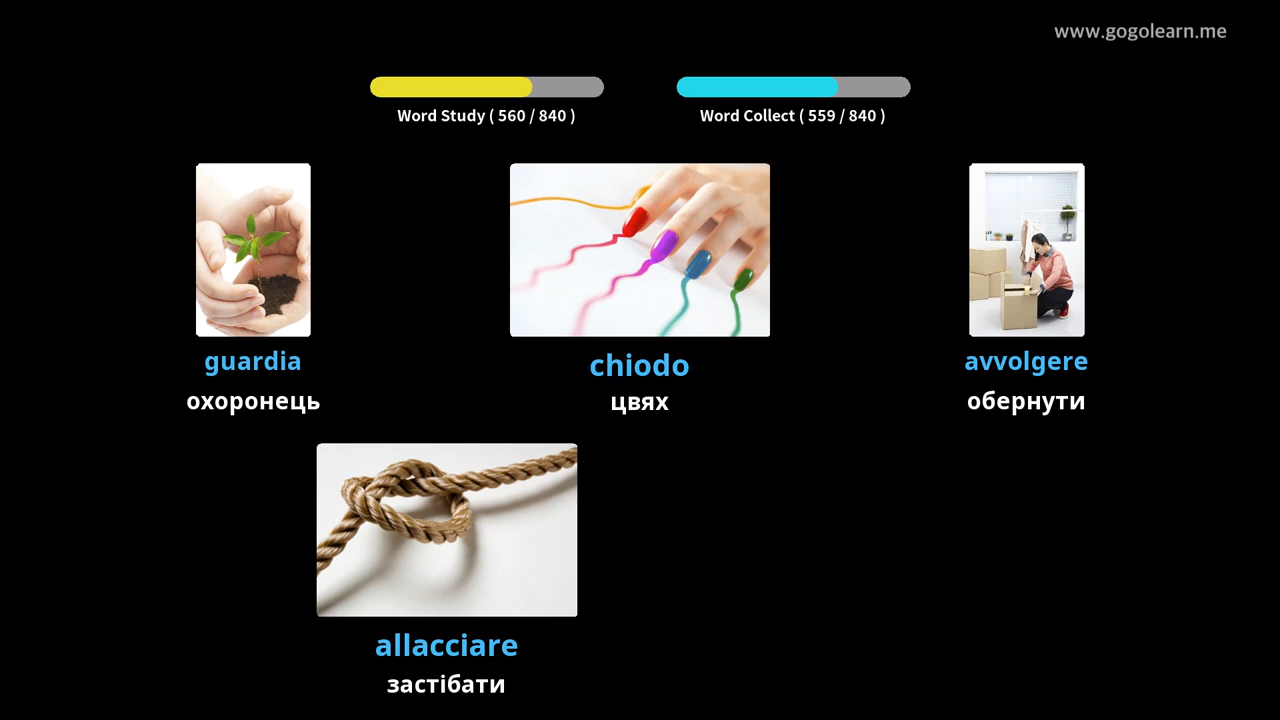 www.gogolearn.me
Word Study ( 560 / 840 )
Word Collect ( 559 / 840 )
guardia
охоронець
chiodo
цвях
avvolgere
обернути
allacciare
застібати